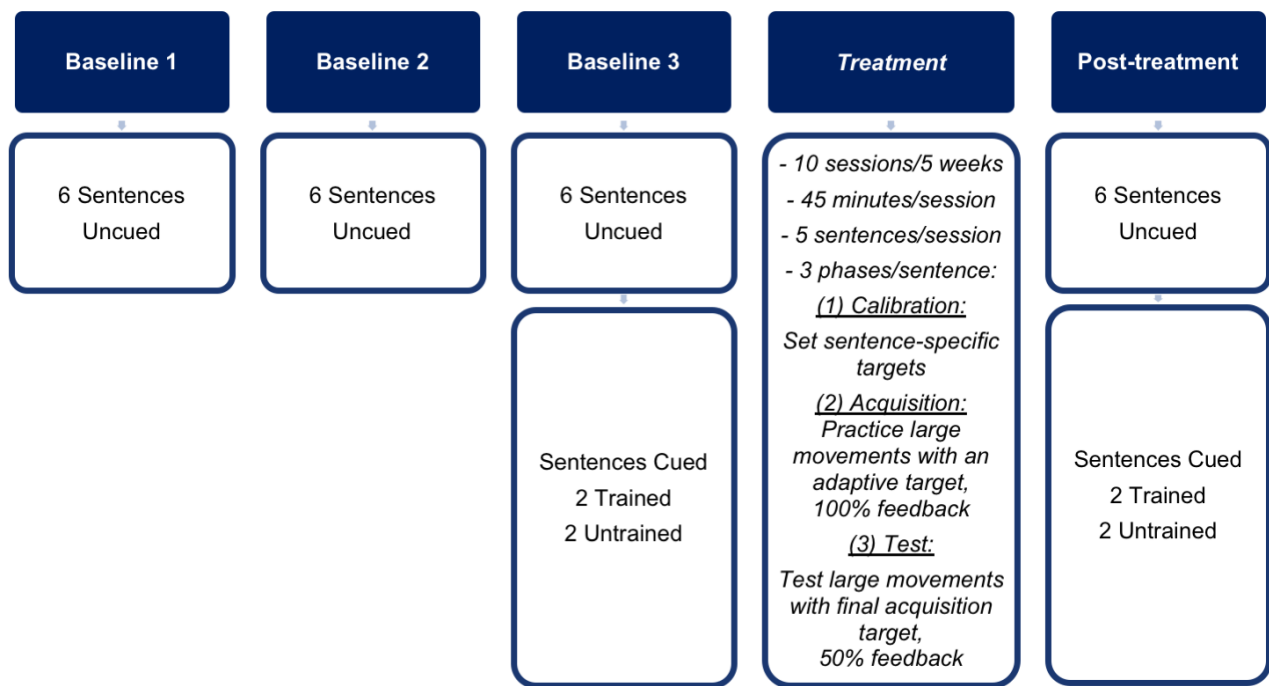 Baseline 1
6 Sentences
Uncued
Baseline 2
6 Sentences
Uncued
Baseline 3
6 Sentences
Uncued
Sentences Cued
2 Trained
2 Untrained
Treatment
- 10 sessions/5 weeks
- 45 minutes/session
- 5 sentences/session
- 3 phases/sentence:
(1) Calibration:
Set sentence-specific
targets
(2) Acquisition:
Practice large
movements with an
adaptive target,
100% feedback
(3) Test:
Test large movements
with final acquisition
target,
50% feedback
Post-treatment
6 Sentences
Uncued
Sentences Cued
2 Trained
2 Untrained